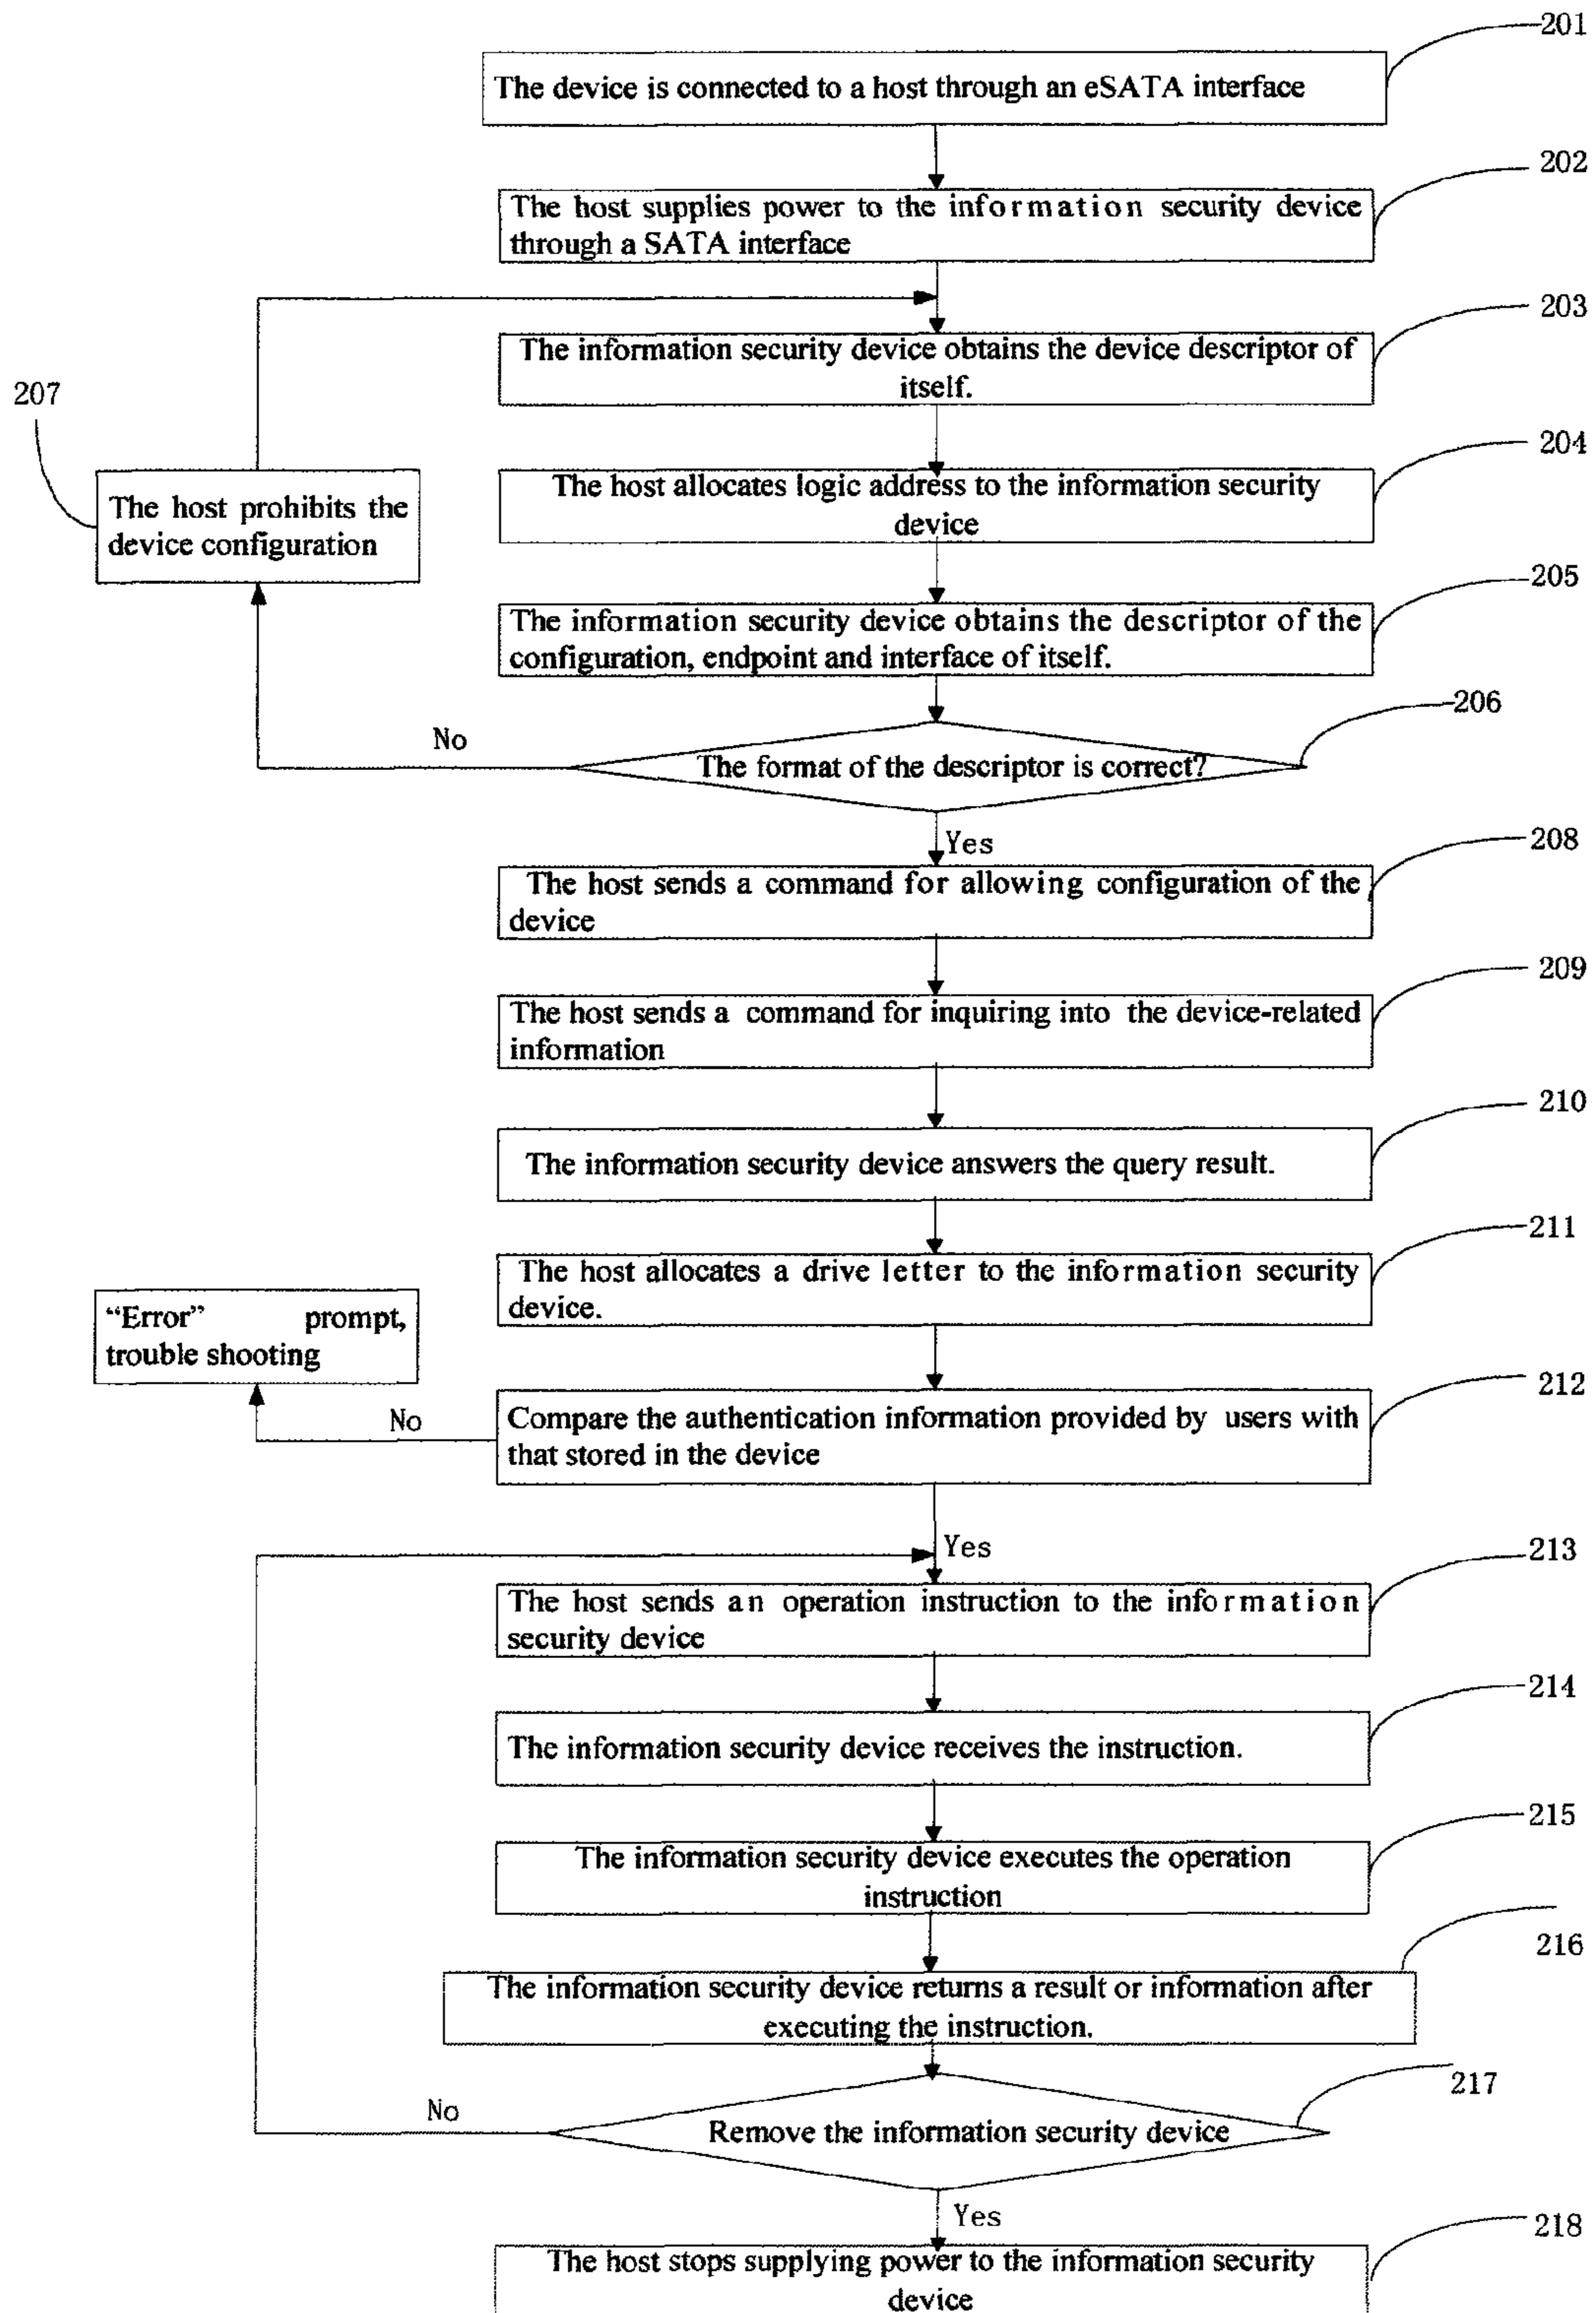 201
The device is connected to a host through an eSATA interface
202
The host supplies power to the information security device
through a SATA interface
203
The information security device obtains the device descriptor of
itself.
207
204
The host prohibits the
device configuration
The host allocates logic address to the information security
device
205
The information security device obtains the descriptor of the
configuration, endpoint and interface of itself.
206
No
The format of the descriptor is correct?
Yes
208
The host sends a command for allowing configuration of the
device
209
The host sends a command for inquiring into the device-related
information
210
The information security device answers the query result.
211
The host allocates a drive letter to the information security
device.
“Error” prompt,
trouble shooting
212
No
Compare the authentication information provided by users with
that stored in the device
Yes
213
The host sends an operation instruction to the information
security device
214
The information security device receives the instruction.
215
The information security device executes the operation
instruction
216
The information security device returns a result or information after
executing the instruction.
217
No
Remove the information security device
Yes
218
The host stops supplying power to the information security
device